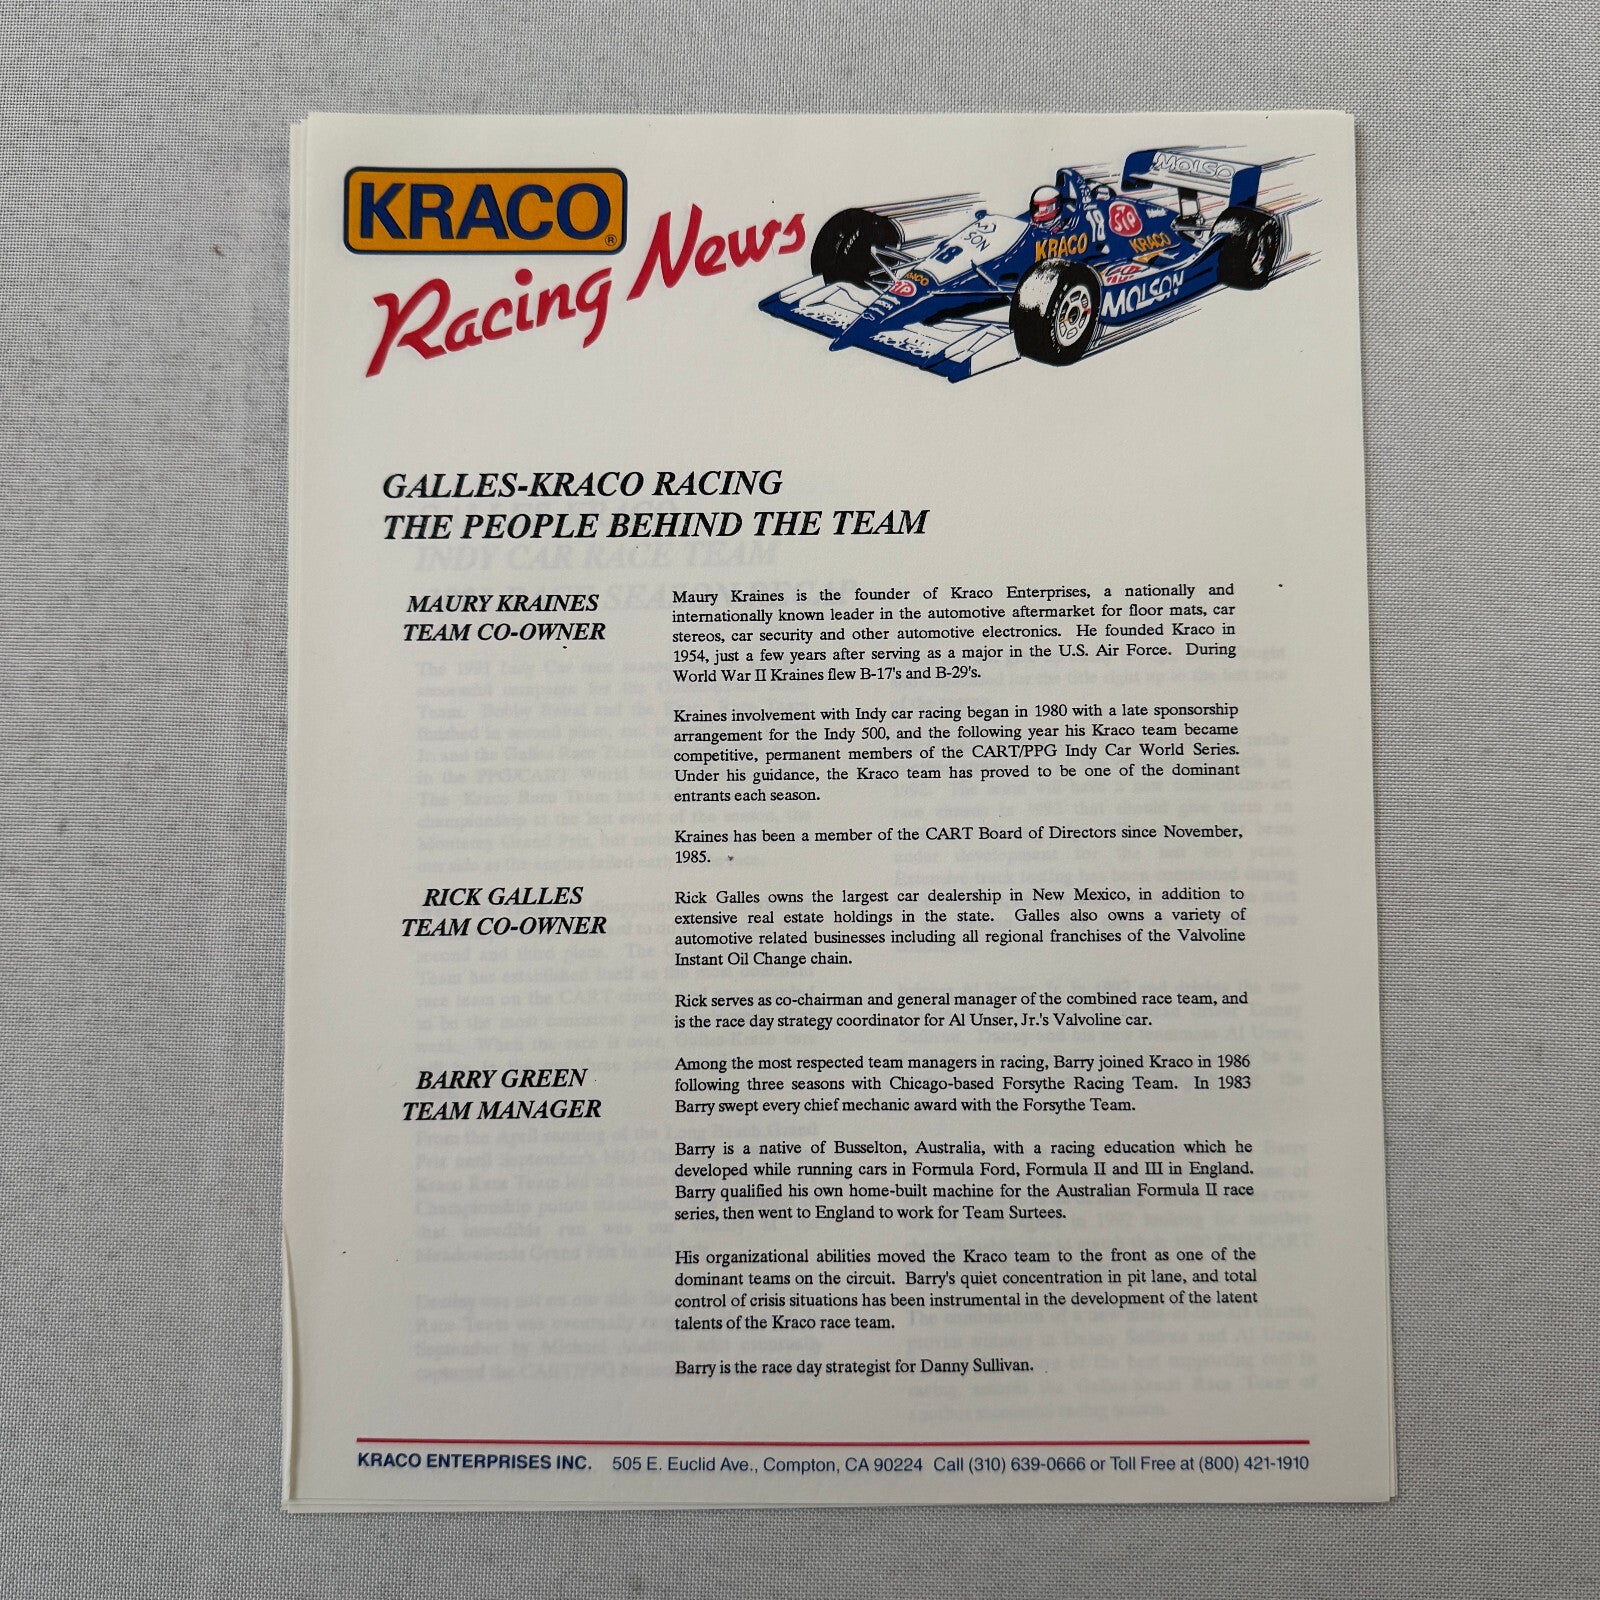 KRACO®
Racing News
MOLSON
18
STP
KRACO
KRACO
MOLSON
MOLSON
MOLSON
GALLES-KRACO RACING
THE PEOPLE BEHIND THE TEAM
MAURY KRAINES
TEAM CO-OWNER
Maury Kraines is the founder of Kraco Enterprises, a nationally and
internationally known leader in the automotive aftermarket for floor mats, car
stereos, car security and other automotive electronics. He founded Kraco in
1954, just a few years after serving as a major in the U.S. Air Force. During
World War II Kraines flew B-17's and B-29's.
Kraines involvement with Indy car racing began in 1980 with a late sponsorship
arrangement for the Indy 500, and the following year his Kraco team became
competitive, permanent members of the CART/PPG Indy Car World Series.
Under his guidance, the Kraco team has proved to be one of the dominant
entrants each season.
Kraines has been a member of the CART Board of Directors since November,
1985.
RICK GALLES
TEAM CO-OWNER
Rick Galles owns the largest car dealership in New Mexico, in addition to
extensive real estate holdings in the state. Galles also owns a variety of
automotive related businesses including all regional franchises of the Valvoline
Instant Oil Change chain.
Rick serves as co-chairman and general manager of the combined race team, and
is the race day strategy coordinator for Al Unser, Jr.'s Valvoline car.
BARRY GREEN
TEAM MANAGER
Among the most respected team managers in racing, Barry joined Kraco in 1986
following three seasons with Chicago-based Forsythe Racing Team. In 1983
Barry swept every chief mechanic award with the Forsythe Team.
Barry is a native of Busselton, Australia, with a racing education which he
developed while running cars in Formula Ford, Formula II and III in England.
Barry qualified his own home-built machine for the Australian Formula II race
series, then went to England to work for Team Surtees.
His organizational abilities moved the Kraco team to the front as one of the
dominant teams on the circuit. Barry's quiet concentration in pit lane, and total
control of crisis situations has been instrumental in the development of the latent
talents of the Kraco race team.
Barry is the race day strategist for Danny Sullivan.
KRACO ENTERPRISES INC. 505 E. Euclid Ave., Compton, CA 90224 Call (310) 639-0666 or Toll Free at (800) 421-1910